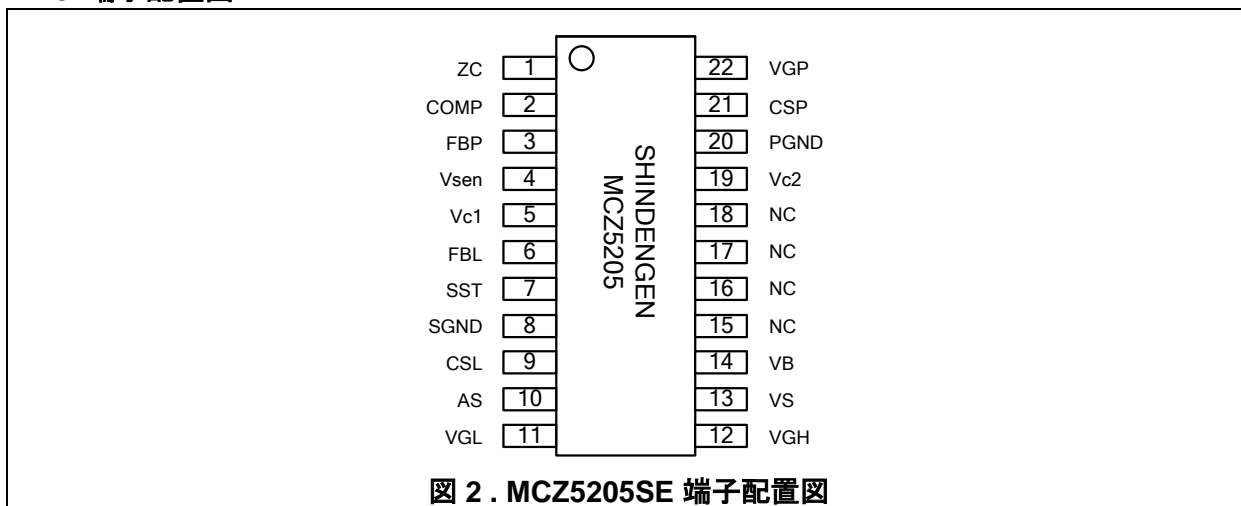 ZC 1 22 VGP
COMP 2 21 CSP
FBP 3 20 PGND
Vsen 4 19 Vc2
Vc1 5 18 NC
FBL 6 17 NC
SST 7 16 NC
SGND 8 15 NC
CSL 9 14 VB
AS 10 13 VS
VGL 11 12 VGH
SHINDENGEN
MCZ5205
図 2 . MCZ5205SE 端子配置図